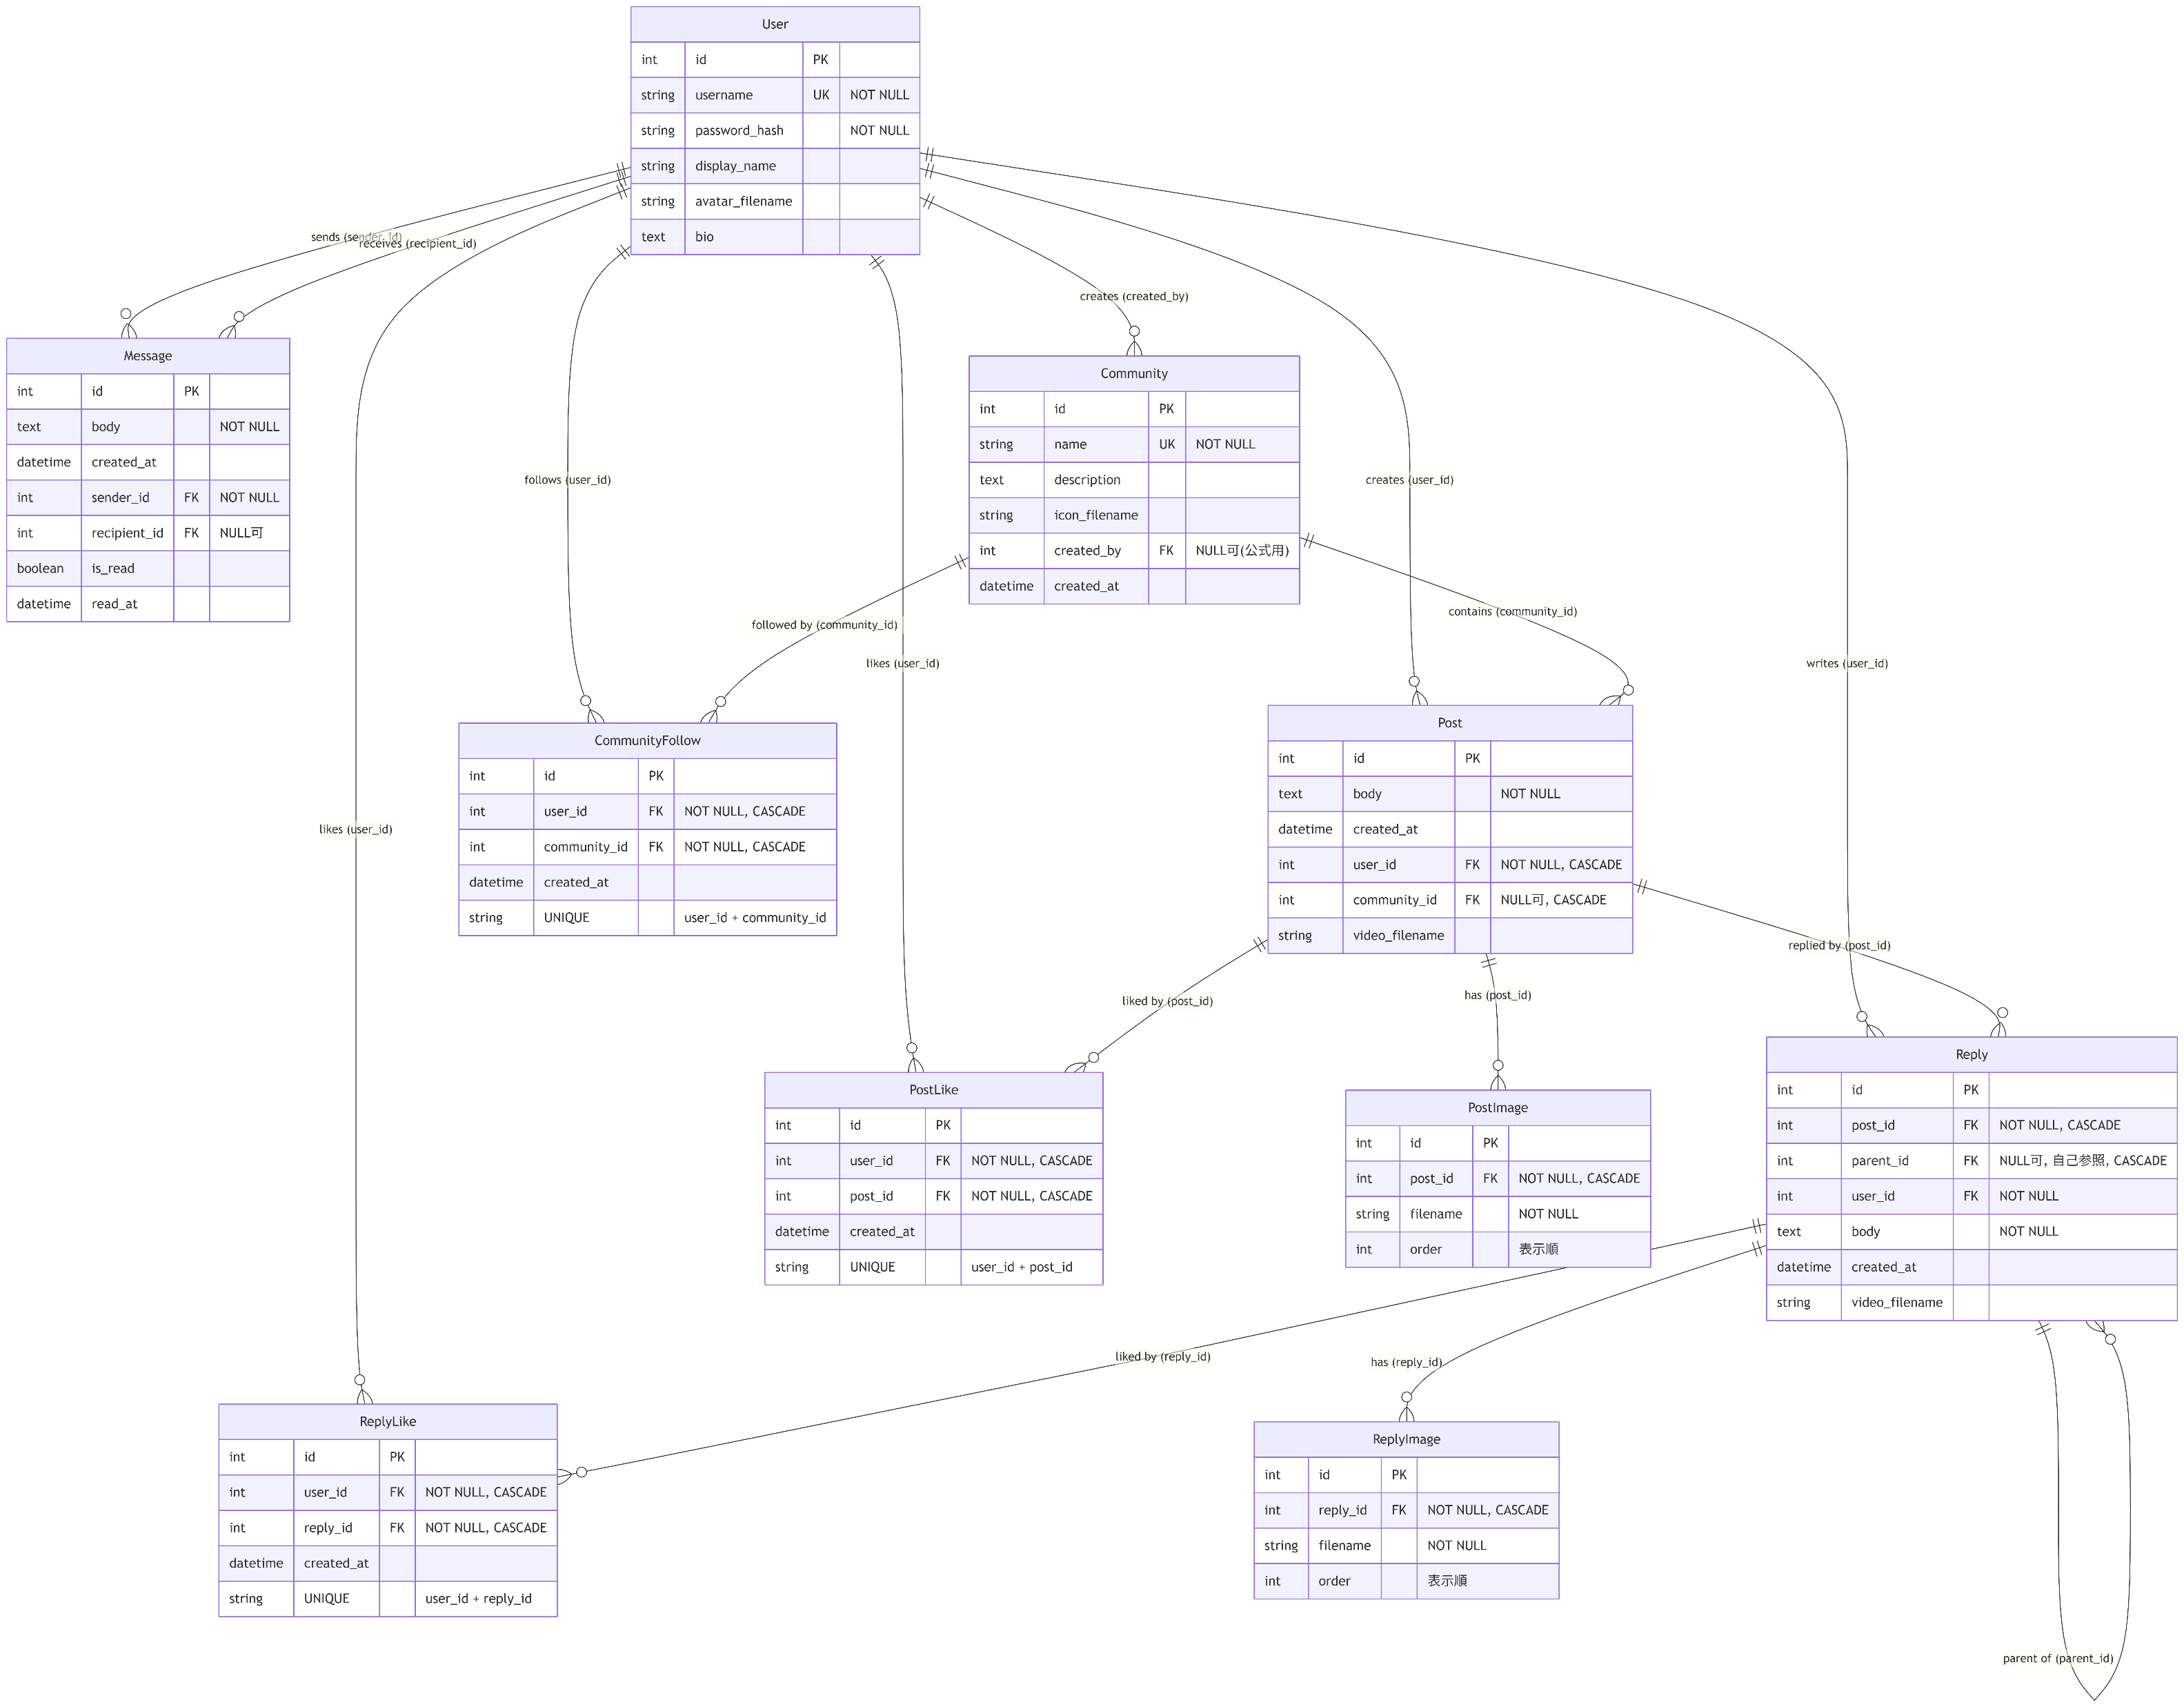 User
int id PK
string username UK NOT NULL
string password_hash NOT NULL
string display_name
string avatar_filename
text bio
sends (sender_id)
receives (recipient_id)
creates (created_by)
Message
int id PK
text body NOT NULL
datetime created_at
int sender_id FK NOT NULL
int recipient_id FK NULL可
boolean is_read
datetime read_at
Community
int id PK
string name UK NOT NULL
text description
string icon_filename
int created_by FK NULL可(公式用)
datetime created_at
follows (user_id)
creates (user_id)
followed by (community_id)
contains (community_id)
likes (user_id)
writes (user_id)
CommunityFollow
int id PK
int user_id FK NOT NULL, CASCADE
int community_id FK NOT NULL, CASCADE
datetime created_at
string UNIQUE user_id + community_id
Post
int id PK
text body NOT NULL
datetime created_at
int user_id FK NOT NULL, CASCADE
int community_id FK NULL可, CASCADE
string video_filename
likes (user_id)
replied by (post_id)
liked by (post_id)
has (post_id)
PostLike
int id PK
int user_id FK NOT NULL, CASCADE
int post_id FK NOT NULL, CASCADE
datetime created_at
string UNIQUE user_id + post_id
PostImage
int id PK
int post_id FK NOT NULL, CASCADE
string filename NOT NULL
int order 表示順
Reply
int id PK
int post_id FK NOT NULL, CASCADE
int parent_id FK NULL可, 自己参照, CASCADE
int user_id FK NOT NULL
text body NOT NULL
datetime created_at
string video_filename
liked by (reply_id)
has (reply_id)
ReplyLike
int id PK
int user_id FK NOT NULL, CASCADE
int reply_id FK NOT NULL, CASCADE
datetime created_at
string UNIQUE user_id + reply_id
ReplyImage
int id PK
int reply_id FK NOT NULL, CASCADE
string filename NOT NULL
int order 表示順
parent of (parent_id)